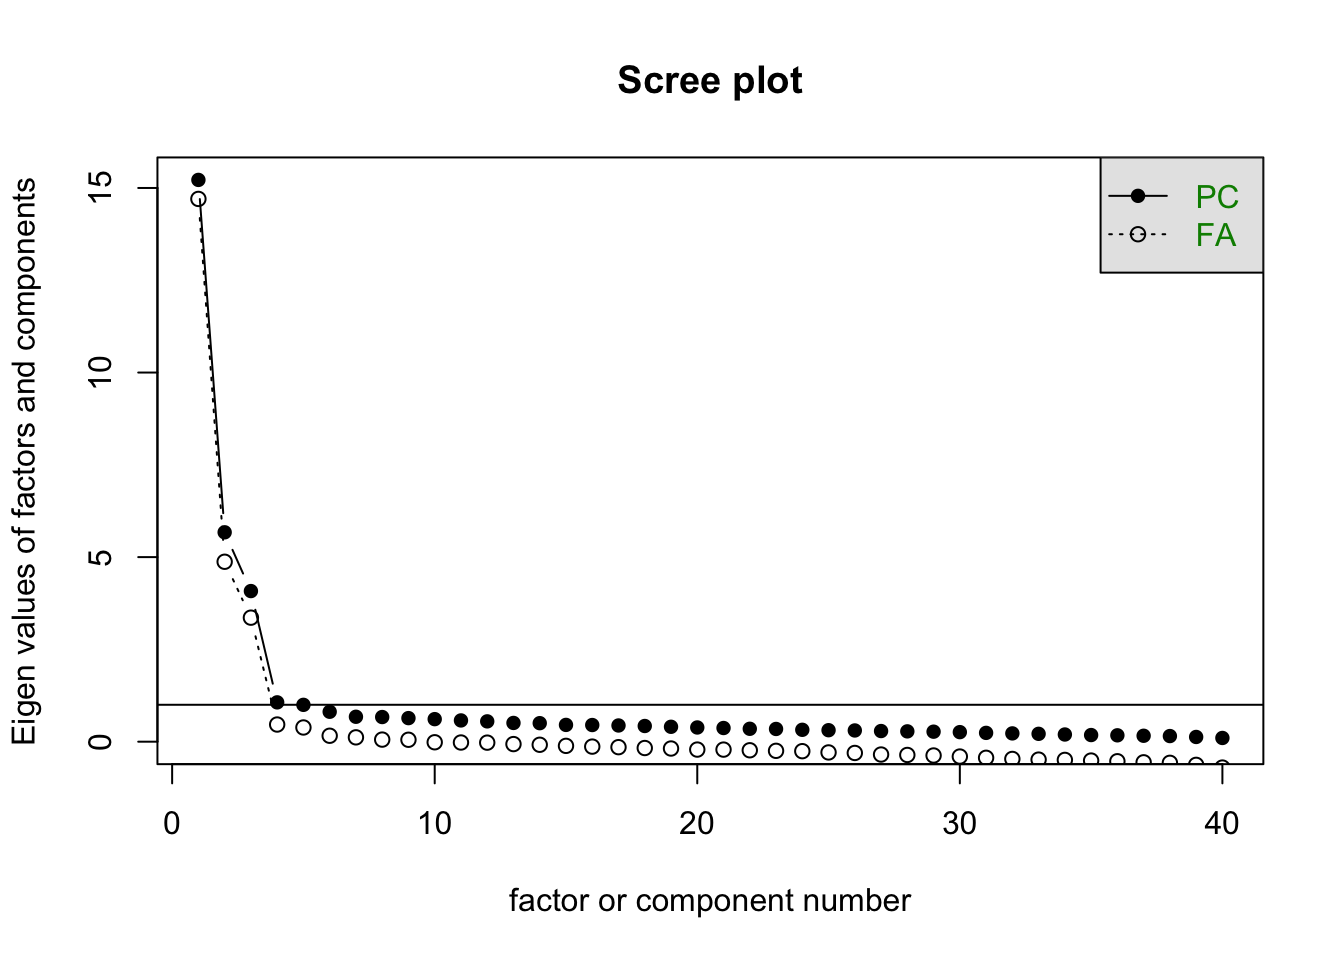 Scree plot
Eigen values of factors and components
15
10
5
0
PC
FA
0 10 20 30 40
factor or component number